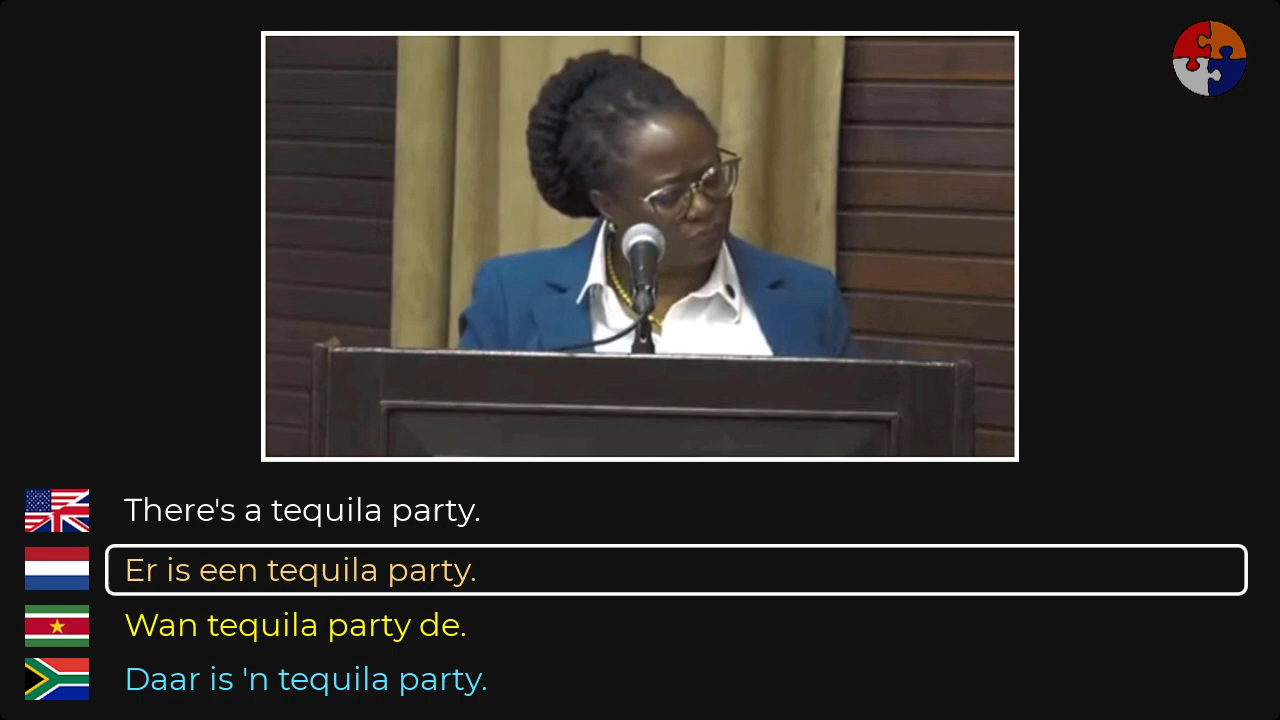 There's a tequila party.
Er is een tequila party.
Wan tequila party de.
Daar is 'n tequila party.